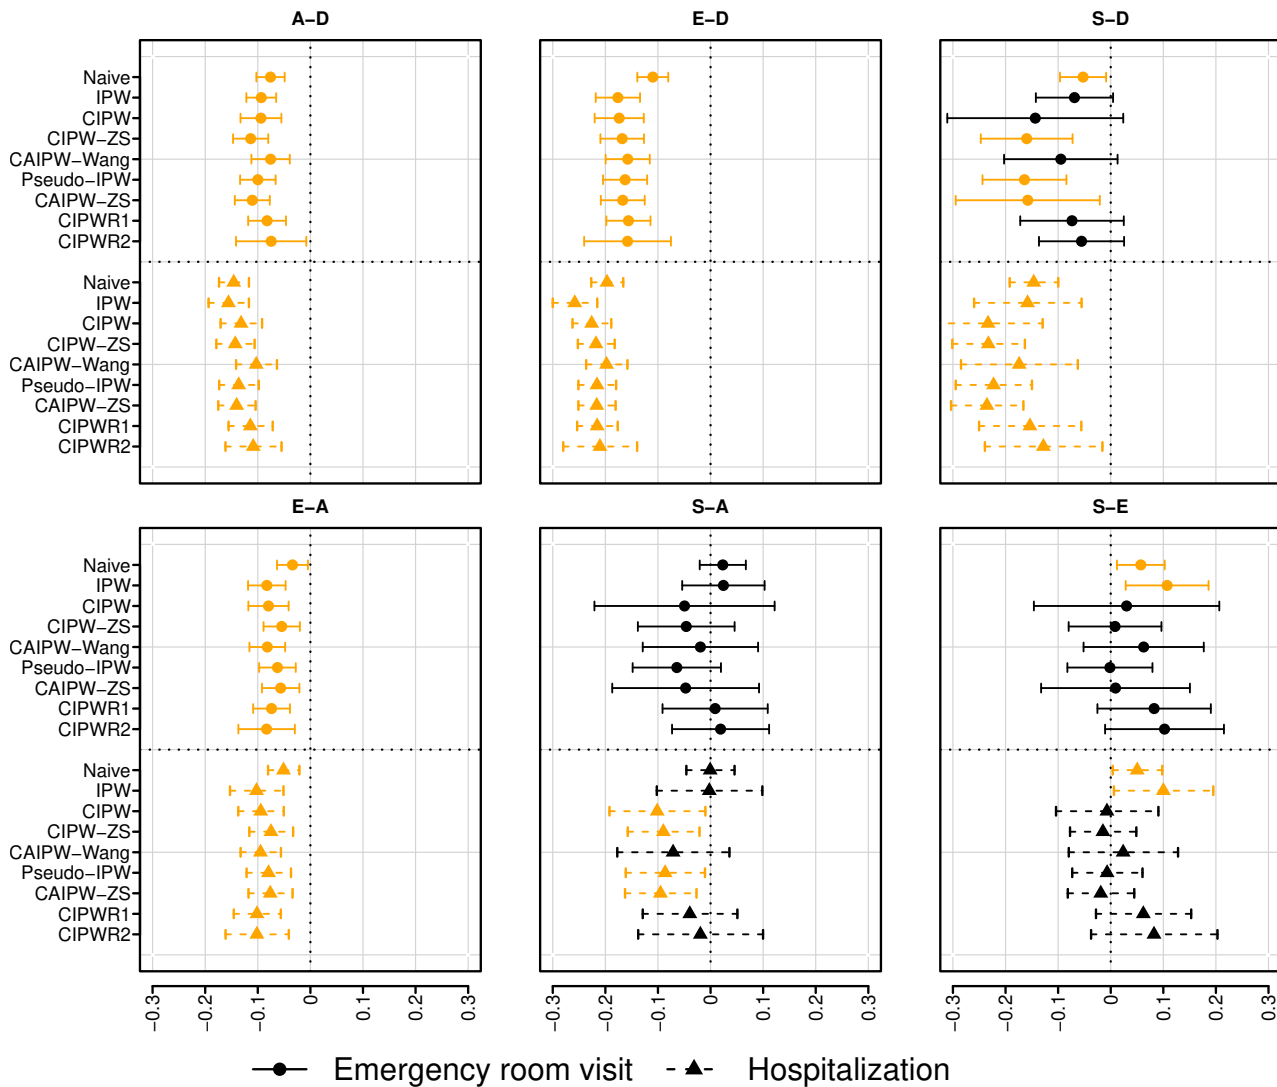 A−D
E−D
S−D
Naive
IPW
CIPW
CIPW−ZS
CAIPW−Wang
Pseudo−IPW
CAIPW−ZS
CIPWR1
CIPWR2
Naive
IPW
CIPW
CIPW−ZS
CAIPW−Wang
Pseudo−IPW
CAIPW−ZS
CIPWR1
CIPWR2
E−A
S−A
S−E
Naive
IPW
CIPW
CIPW−ZS
CAIPW−Wang
Pseudo−IPW
CAIPW−ZS
CIPWR1
CIPWR2
Naive
IPW
CIPW
CIPW−ZS
CAIPW−Wang
Pseudo−IPW
CAIPW−ZS
CIPWR1
CIPWR2
−0.3 −0.2 −0.1 0 0.1 0.2 0.3
−0.3 −0.2 −0.1 0 0.1 0.2 0.3
−0.3 −0.2 −0.1 0 0.1 0.2 0.3
Emergency room visit
Hospitalization